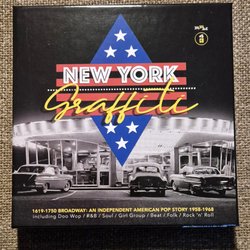 NEW YORK
Graffiti
1619-1750 BROADWAY: AN INDEPENDENT AMERICAN POP STORY 1958-1968
Including Doo Wop / R&B / Soul / Girl Group / Beat / Folk / Rock 'n' Roll